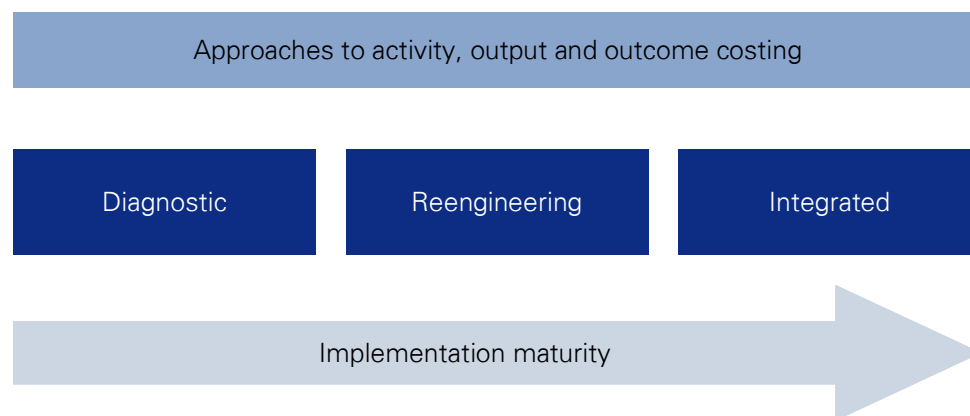 Approaches to activity, output and outcome costing
Diagnostic
Reengineering
Integrated
Implementation maturity